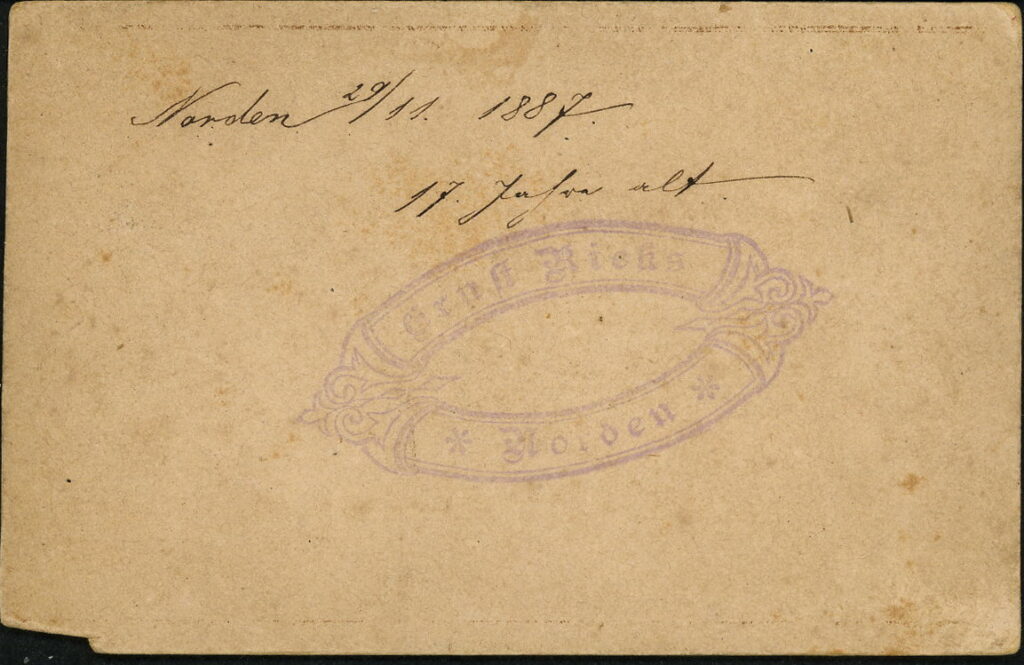 Norden 29/11. 1887.
17. Jahre alt
Ernst Ricks
* Norden *